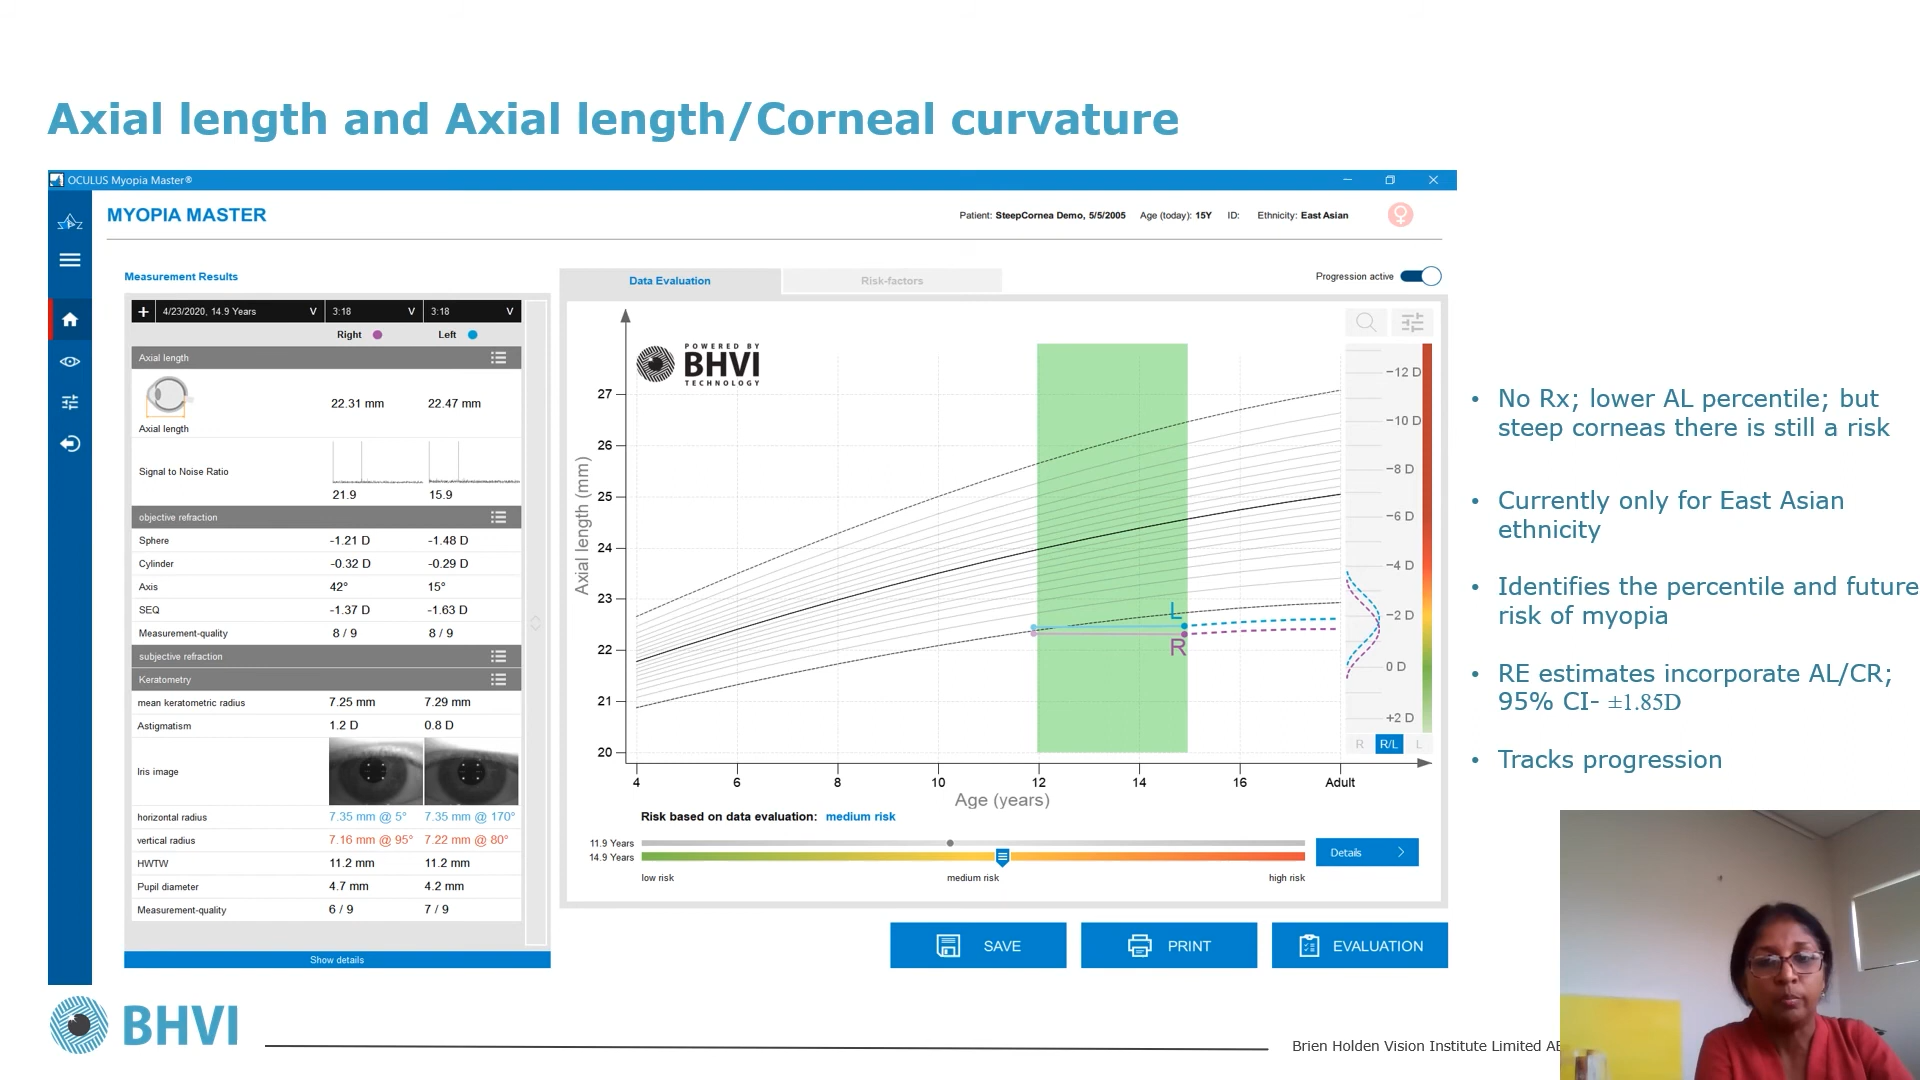 Axial length and Axial length/Corneal curvature
OCULUS Myopia Master®
MYOPIA MASTER
Patient: SteepCornea Demo, 5/5/2005 Age (today): 15Y ID: Ethnicity: East Asian
Measurement Results
Data Evaluation
Risk-factors
Progression active
+ 4/23/2020, 14.9 Years V 3:18 V 3:18 V
Right Left
Axial length
22.31 mm 22.47 mm
Axial length
Signal to Noise Ratio
21.9 15.9
objective refraction
Sphere -1.21 D -1.48 D
Cylinder -0.32 D -0.29 D
Axis 42° 15°
SEQ -1.37 D -1.63 D
Measurement-quality 8 / 9 8 / 9
subjective refraction
Keratometry
mean keratometric radius 7.25 mm 7.29 mm
Astigmatism 1.2 D 0.8 D
Iris image
horizontal radius 7.35 mm @ 5° 7.35 mm @ 170°
vertical radius 7.16 mm @ 95° 7.22 mm @ 80°
HWTW 11.2 mm 11.2 mm
Pupil diameter 4.7 mm 4.2 mm
Measurement-quality 6 / 9 7 / 9
Show details
POWERED BY
BHVI
TECHNOLOGY
Axial length (mm)
27
26
25
24
23
22
21
20
4 6 8 10 12 14 16 Adult
Age (years)
L
R
−12 D
−10 D
−8 D
−6 D
−4 D
−2 D
0 D
+2 D
R R/L L
Risk based on data evaluation: medium risk
11.9 Years
14.9 Years
low risk medium risk high risk
Details
SAVE
PRINT
EVALUATION
• No Rx; lower AL percentile; but
steep corneas there is still a risk
• Currently only for East Asian
ethnicity
• Identifies the percentile and future
risk of myopia
• RE estimates incorporate AL/CR;
95% CI- ±1.85D
• Tracks progression
BHVI
Brien Holden Vision Institute Limited